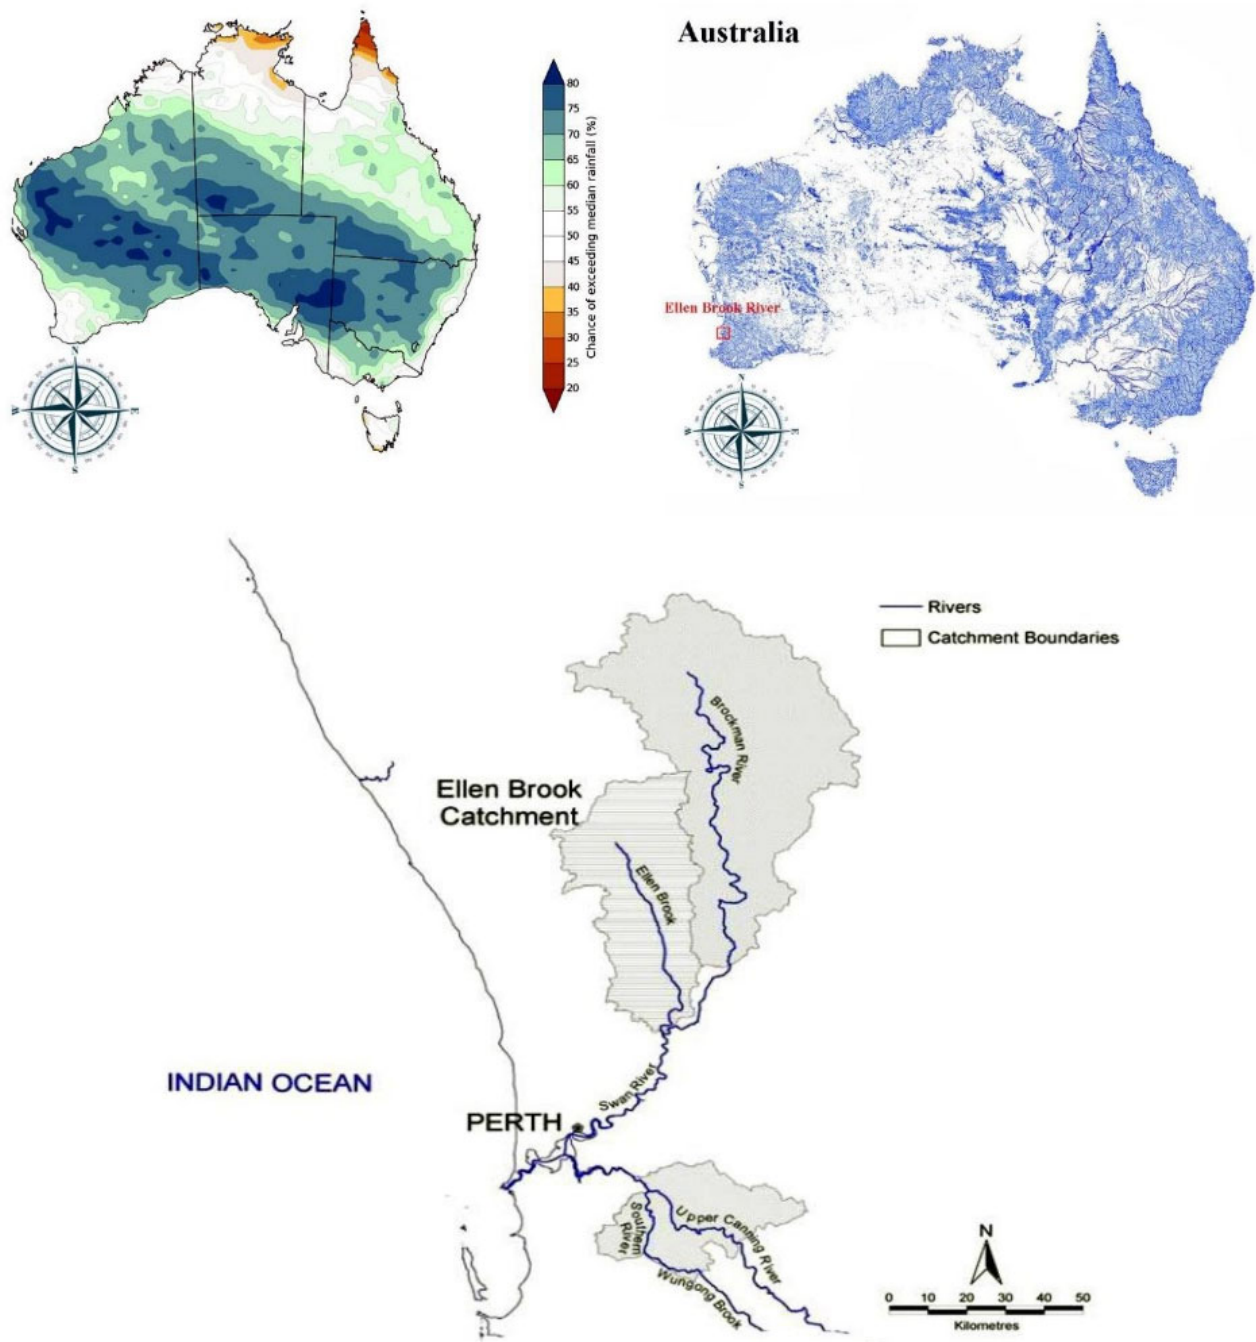 80
75
70
65
60
55
50
45
40
35
30
25
20
Chance of exceeding median rainfall (%)
N
W
E
S
Australia
Ellen Brook River
N
W
E
S
Rivers
Catchment Boundaries
Brockman River
Ellen Brook
Catchment
Ellen Brook
INDIAN OCEAN
Swan River
PERTH
Southern
River
Upper Canning River
Wungong Brook
N
0 10 20 30 40 50
Kilometres